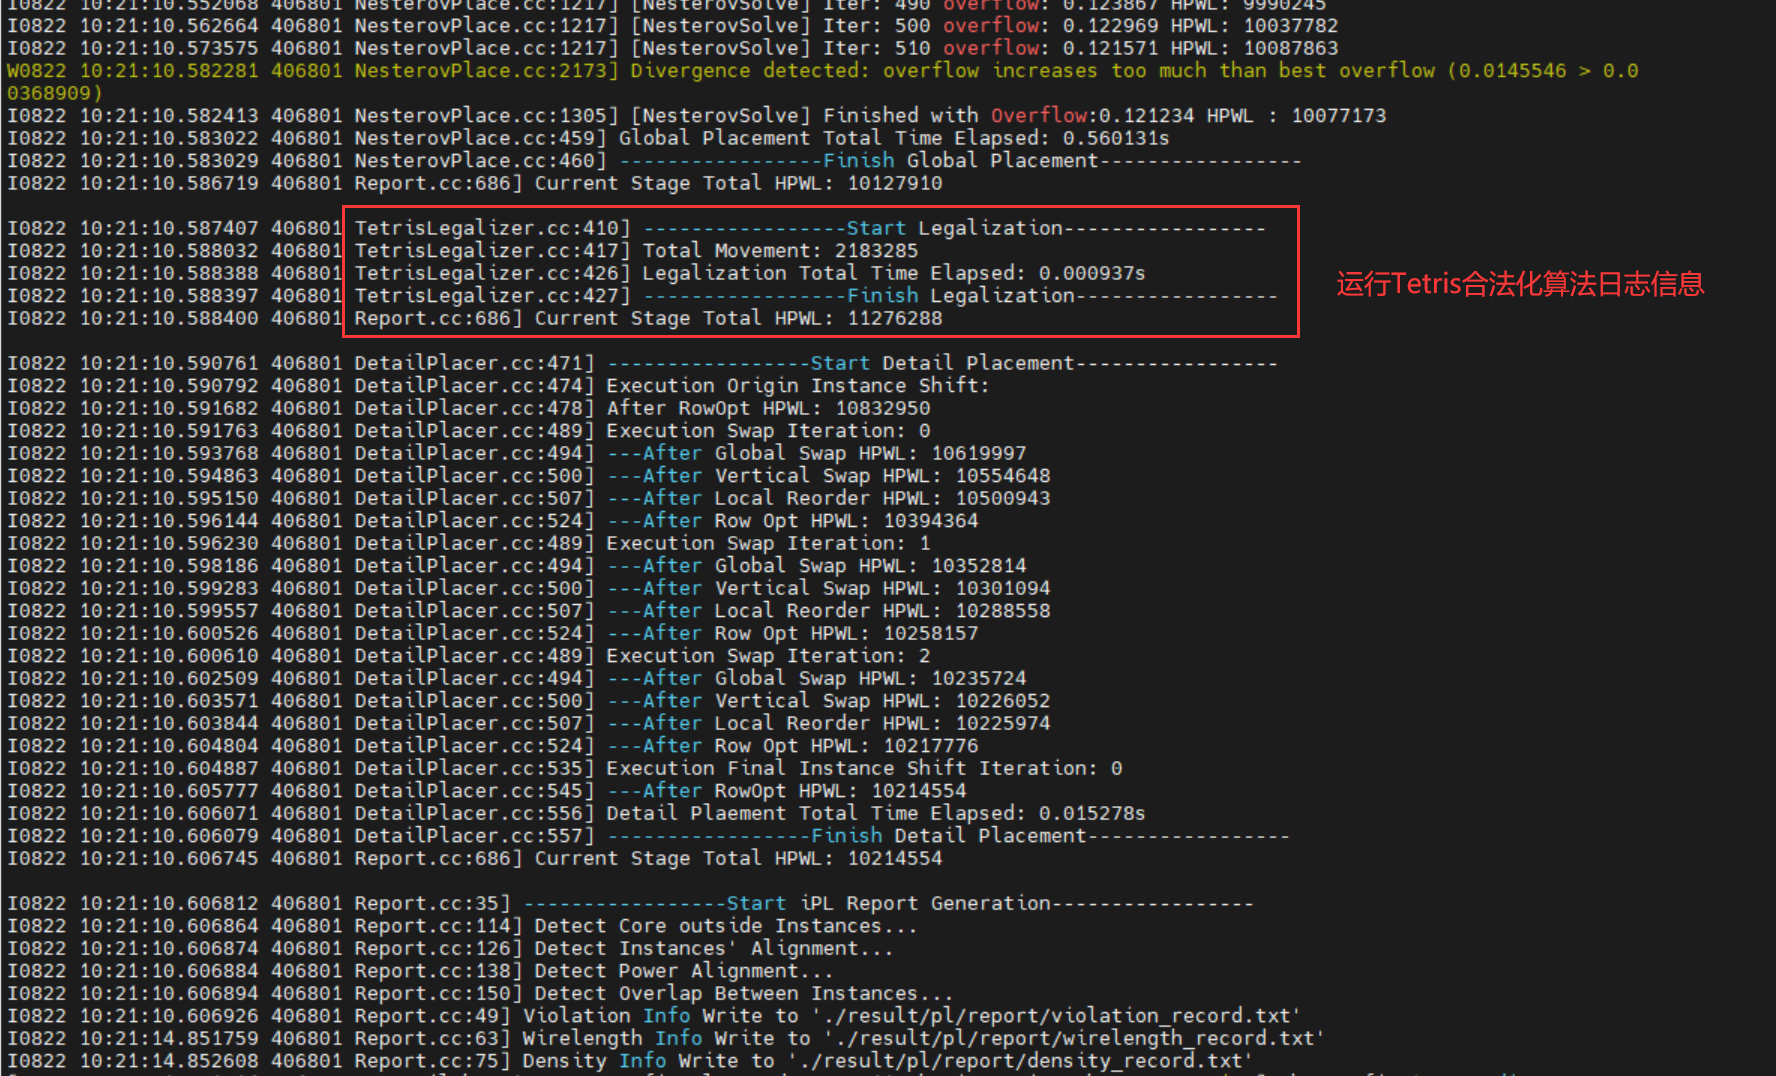 I0822 10:21:10.552068 406801 NesterovPlace.cc:1217] [NesterovSolve] Iter: 490 overflow: 0.123867 HPWL: 9990245
I0822 10:21:10.562664 406801 NesterovPlace.cc:1217] [NesterovSolve] Iter: 500 overflow: 0.122969 HPWL: 10037782
I0822 10:21:10.573575 406801 NesterovPlace.cc:1217] [NesterovSolve] Iter: 510 overflow: 0.121571 HPWL: 10087863
W0822 10:21:10.582281 406801 NesterovPlace.cc:2173] Divergence detected: overflow increases too much than best overflow (0.0145546 > 0.0
0368909)
I0822 10:21:10.582413 406801 NesterovPlace.cc:1305] [NesterovSolve] Finished with Overflow:0.121234 HPWL : 10077173
I0822 10:21:10.583022 406801 NesterovPlace.cc:459] Global Placement Total Time Elapsed: 0.560131s
I0822 10:21:10.583029 406801 NesterovPlace.cc:460] -----------------Finish Global Placement-----------------
I0822 10:21:10.586719 406801 Report.cc:686] Current Stage Total HPWL: 10127910
I0822 10:21:10.587407 406801 TetrisLegalizer.cc:410] -----------------Start Legalization-----------------
I0822 10:21:10.588032 406801 TetrisLegalizer.cc:417] Total Movement: 2183285
I0822 10:21:10.588388 406801 TetrisLegalizer.cc:426] Legalization Total Time Elapsed: 0.000937s
运行Tetris合法化算法日志信息
I0822 10:21:10.588397 406801 TetrisLegalizer.cc:427] -----------------Finish Legalization-----------------
I0822 10:21:10.588400 406801 Report.cc:686] Current Stage Total HPWL: 11276288
I0822 10:21:10.590761 406801 DetailPlacer.cc:471] -----------------Start Detail Placement-----------------
I0822 10:21:10.590792 406801 DetailPlacer.cc:474] Execution Origin Instance Shift:
I0822 10:21:10.591682 406801 DetailPlacer.cc:478] After RowOpt HPWL: 10832950
I0822 10:21:10.591763 406801 DetailPlacer.cc:489] Execution Swap Iteration: 0
I0822 10:21:10.593768 406801 DetailPlacer.cc:494] ---After Global Swap HPWL: 10619997
I0822 10:21:10.594863 406801 DetailPlacer.cc:500] ---After Vertical Swap HPWL: 10554648
I0822 10:21:10.595150 406801 DetailPlacer.cc:507] ---After Local Reorder HPWL: 10500943
I0822 10:21:10.596144 406801 DetailPlacer.cc:524] ---After Row Opt HPWL: 10394364
I0822 10:21:10.596230 406801 DetailPlacer.cc:489] Execution Swap Iteration: 1
I0822 10:21:10.598186 406801 DetailPlacer.cc:494] ---After Global Swap HPWL: 10352814
I0822 10:21:10.599283 406801 DetailPlacer.cc:500] ---After Vertical Swap HPWL: 10301094
I0822 10:21:10.599557 406801 DetailPlacer.cc:507] ---After Local Reorder HPWL: 10288558
I0822 10:21:10.600526 406801 DetailPlacer.cc:524] ---After Row Opt HPWL: 10258157
I0822 10:21:10.600610 406801 DetailPlacer.cc:489] Execution Swap Iteration: 2
I0822 10:21:10.602509 406801 DetailPlacer.cc:494] ---After Global Swap HPWL: 10235724
I0822 10:21:10.603571 406801 DetailPlacer.cc:500] ---After Vertical Swap HPWL: 10226052
I0822 10:21:10.603844 406801 DetailPlacer.cc:507] ---After Local Reorder HPWL: 10225974
I0822 10:21:10.604804 406801 DetailPlacer.cc:524] ---After Row Opt HPWL: 10217776
I0822 10:21:10.604887 406801 DetailPlacer.cc:535] Execution Final Instance Shift Iteration: 0
I0822 10:21:10.605777 406801 DetailPlacer.cc:545] ---After RowOpt HPWL: 10214554
I0822 10:21:10.606071 406801 DetailPlacer.cc:556] Detail Plaement Total Time Elapsed: 0.015278s
I0822 10:21:10.606079 406801 DetailPlacer.cc:557] -----------------Finish Detail Placement-----------------
I0822 10:21:10.606745 406801 Report.cc:686] Current Stage Total HPWL: 10214554
I0822 10:21:10.606812 406801 Report.cc:35] -----------------Start iPL Report Generation-----------------
I0822 10:21:10.606864 406801 Report.cc:114] Detect Core outside Instances...
I0822 10:21:10.606874 406801 Report.cc:126] Detect Instances' Alignment...
I0822 10:21:10.606884 406801 Report.cc:138] Detect Power Alignment...
I0822 10:21:10.606894 406801 Report.cc:150] Detect Overlap Between Instances...
I0822 10:21:10.606926 406801 Report.cc:49] Violation Info Write to './result/pl/report/violation_record.txt'
I0822 10:21:14.851759 406801 Report.cc:63] Wirelength Info Write to './result/pl/report/wirelength_record.txt'
I0822 10:21:14.852608 406801 Report.cc:75] Density Info Write to './result/pl/report/density_record.txt'